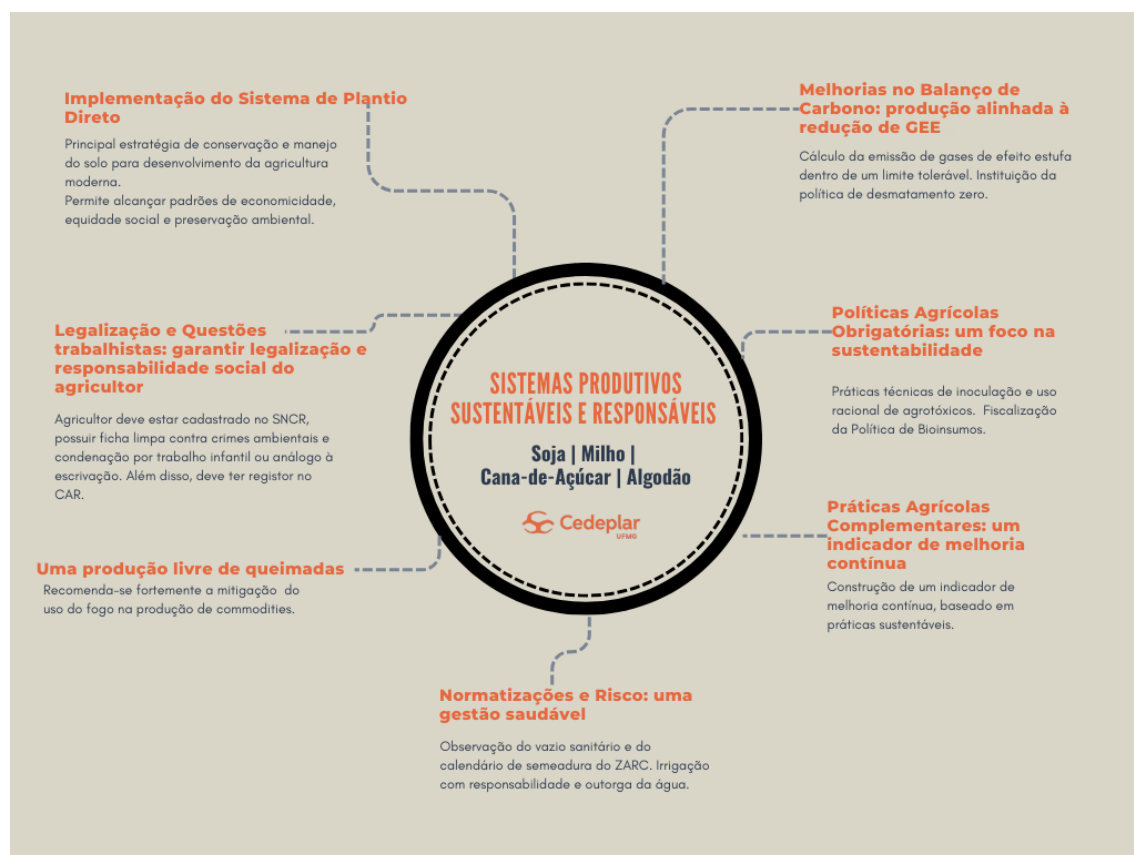 Implementação do Sistema de Plantio
Direto
Principal estratégia de conservação e manejo
do solo para desenvolvimento da agricultura
moderna.
Permite alcançar padrões de economicidade,
equidade social e preservação ambiental.
Melhorias no Balanço de
Carbono: produção alinhada à
redução de GEE
Cálculo da emissão de gases de efeito estufa
dentro de um limite tolerável. Instituição da
política de desmatamento zero.
Legalização e Questões
trabalhistas: garantir legalização e
responsabilidade social do
agricultor
Agricultor deve estar cadastrado no SNCR,
possuir ficha limpa contra crimes ambientais e
condenação por trabalho infantil ou análogo à
escrivação. Além disso, deve ter registor no
CAR.
Políticas Agrícolas
Obrigatórias: um foco na
sustentabilidade
Práticas técnicas de inoculação e uso
racional de agrotóxicos. Fiscalização
da Política de Bioinsumos.
SISTEMAS PRODUTIVOS
SUSTENTÁVEIS E RESPONSÁVEIS
Soja | Milho |
Cana-de-Açúcar | Algodão
Cedeplar
UFMG
Uma produção livre de queimadas
Recomenda-se fortemente a mitigação do
uso do fogo na produção de commodities.
Práticas Agrícolas
Complementares: um
indicador de melhoria
contínua
Construção de um indicador de
melhoria contínua, baseado em
práticas sustentáveis.
Normatizações e Risco: uma
gestão saudável
Observação do vazio sanitário e do
calendário de semeadura do ZARC. Irrigação
com responsabilidade e outorga da água.